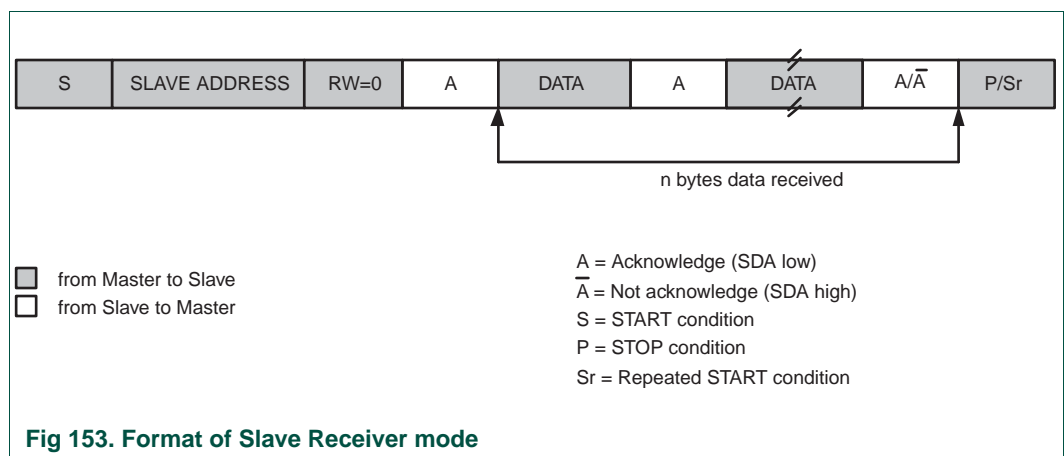 S SLAVE ADDRESS RW=0 A DATA A DATA A/A̅ P/Sr
n bytes data received
from Master to Slave
from Slave to Master
A = Acknowledge (SDA low)
A̅ = Not acknowledge (SDA high)
S = START condition
P = STOP condition
Sr = Repeated START condition
Fig 153. Format of Slave Receiver mode